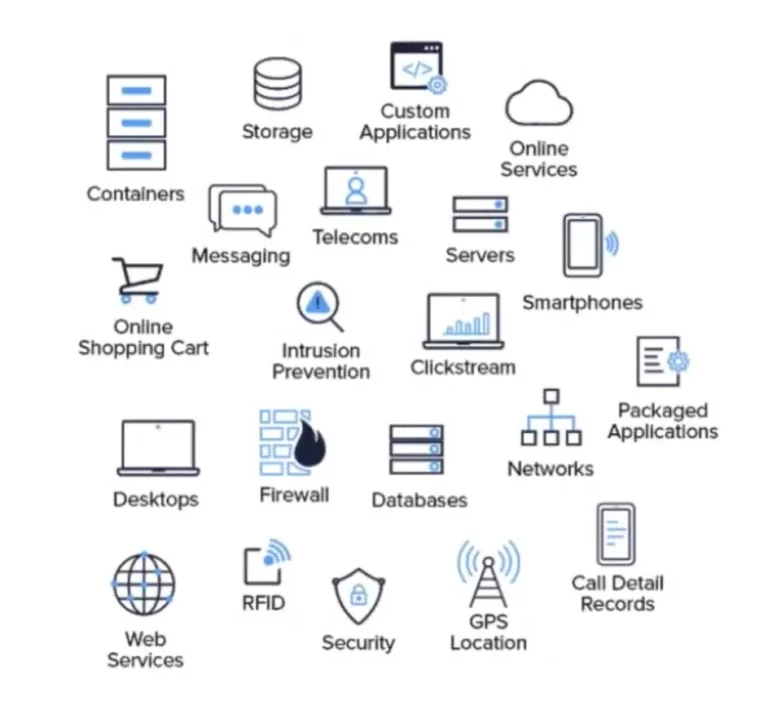 Storage
Custom
Applications
Online
Services
Containers
Messaging
Telecoms
Servers
Smartphones
Online
Shopping Cart
Intrusion
Prevention
Clickstream
Packaged
Applications
Desktops
Firewall
Databases
Networks
Web
Services
RFID
Security
GPS
Location
Call Detail
Records